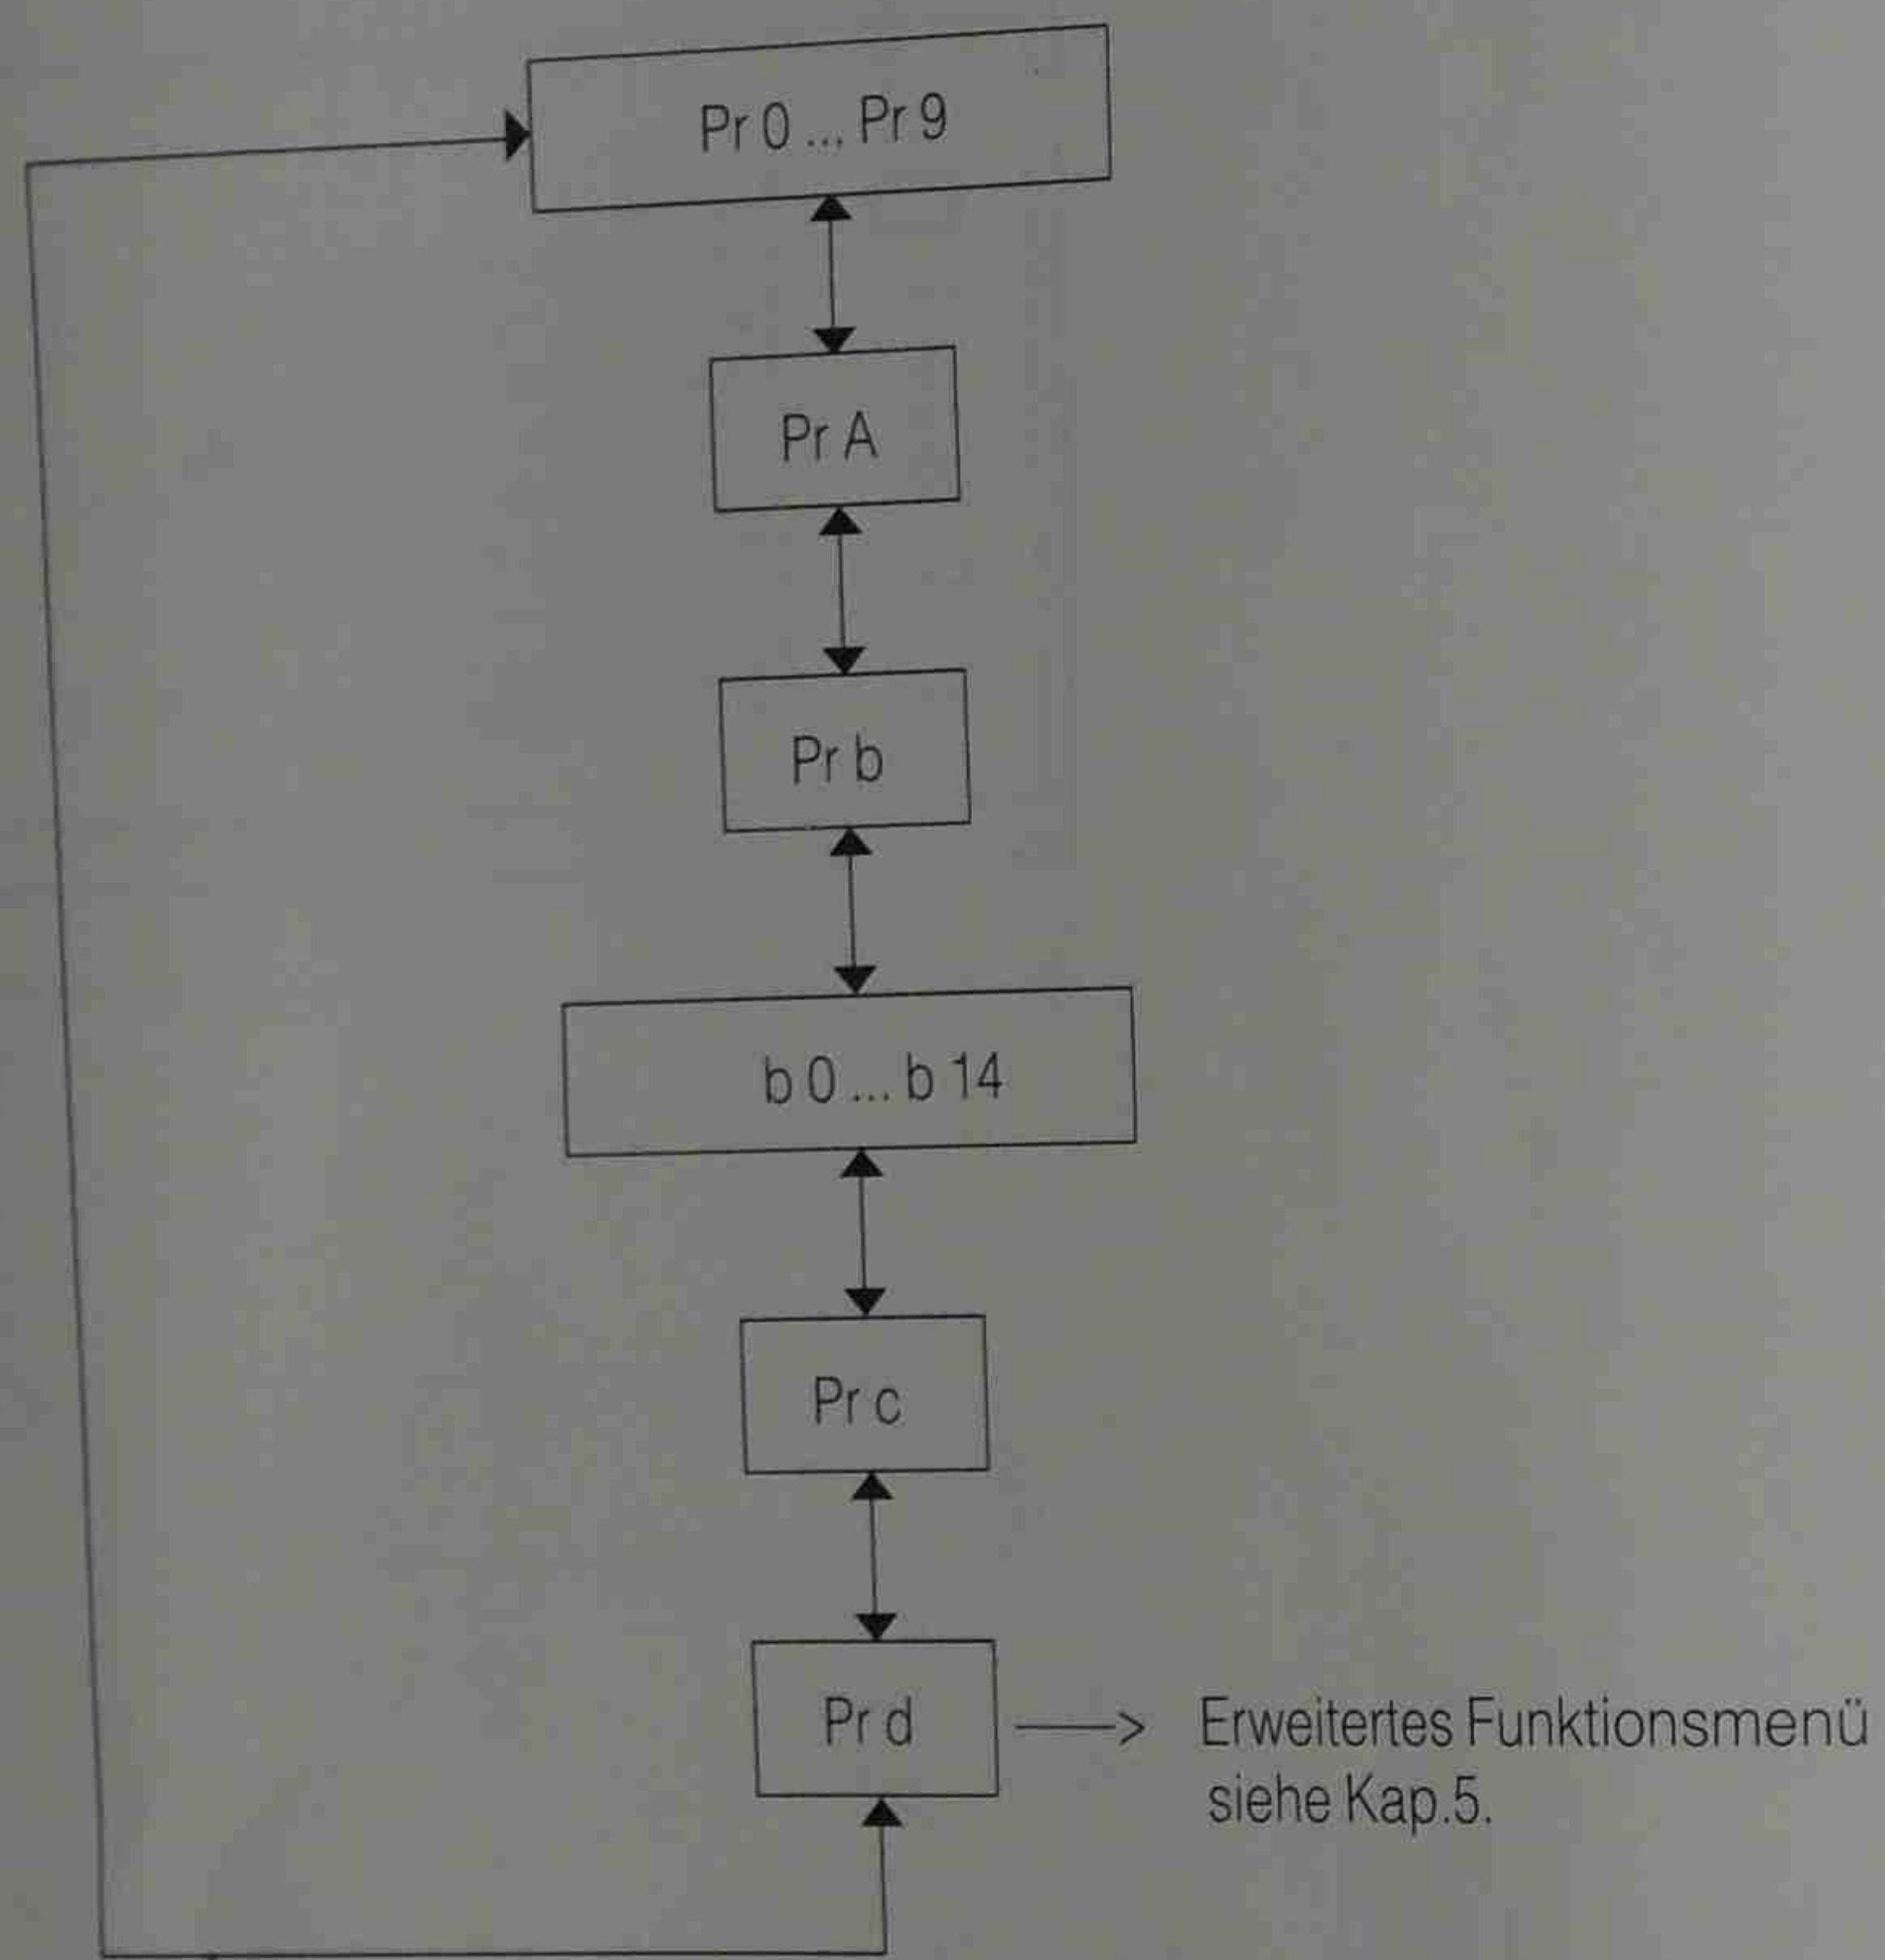 Pr 0 ... Pr 9
Pr A
Pr b
b 0 ... b 14
Pr c
Pr d
Erweitertes Funktionsmenü
siehe Kap.5.